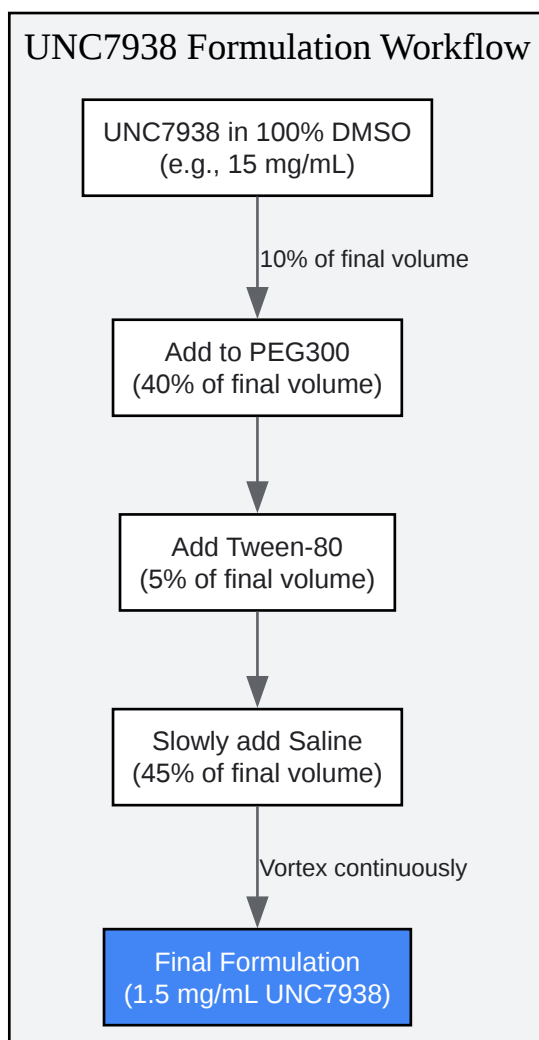 UNC7938 Formulation Workflow
UNC7938 in 100% DMSO
(e.g., 15 mg/mL)
10% of final volume
Add to PEG300
(40% of final volume)
Add Tween-80
(5% of final volume)
Slowly add Saline
(45% of final volume)
Vortex continuously
Final Formulation
(1.5 mg/mL UNC7938)